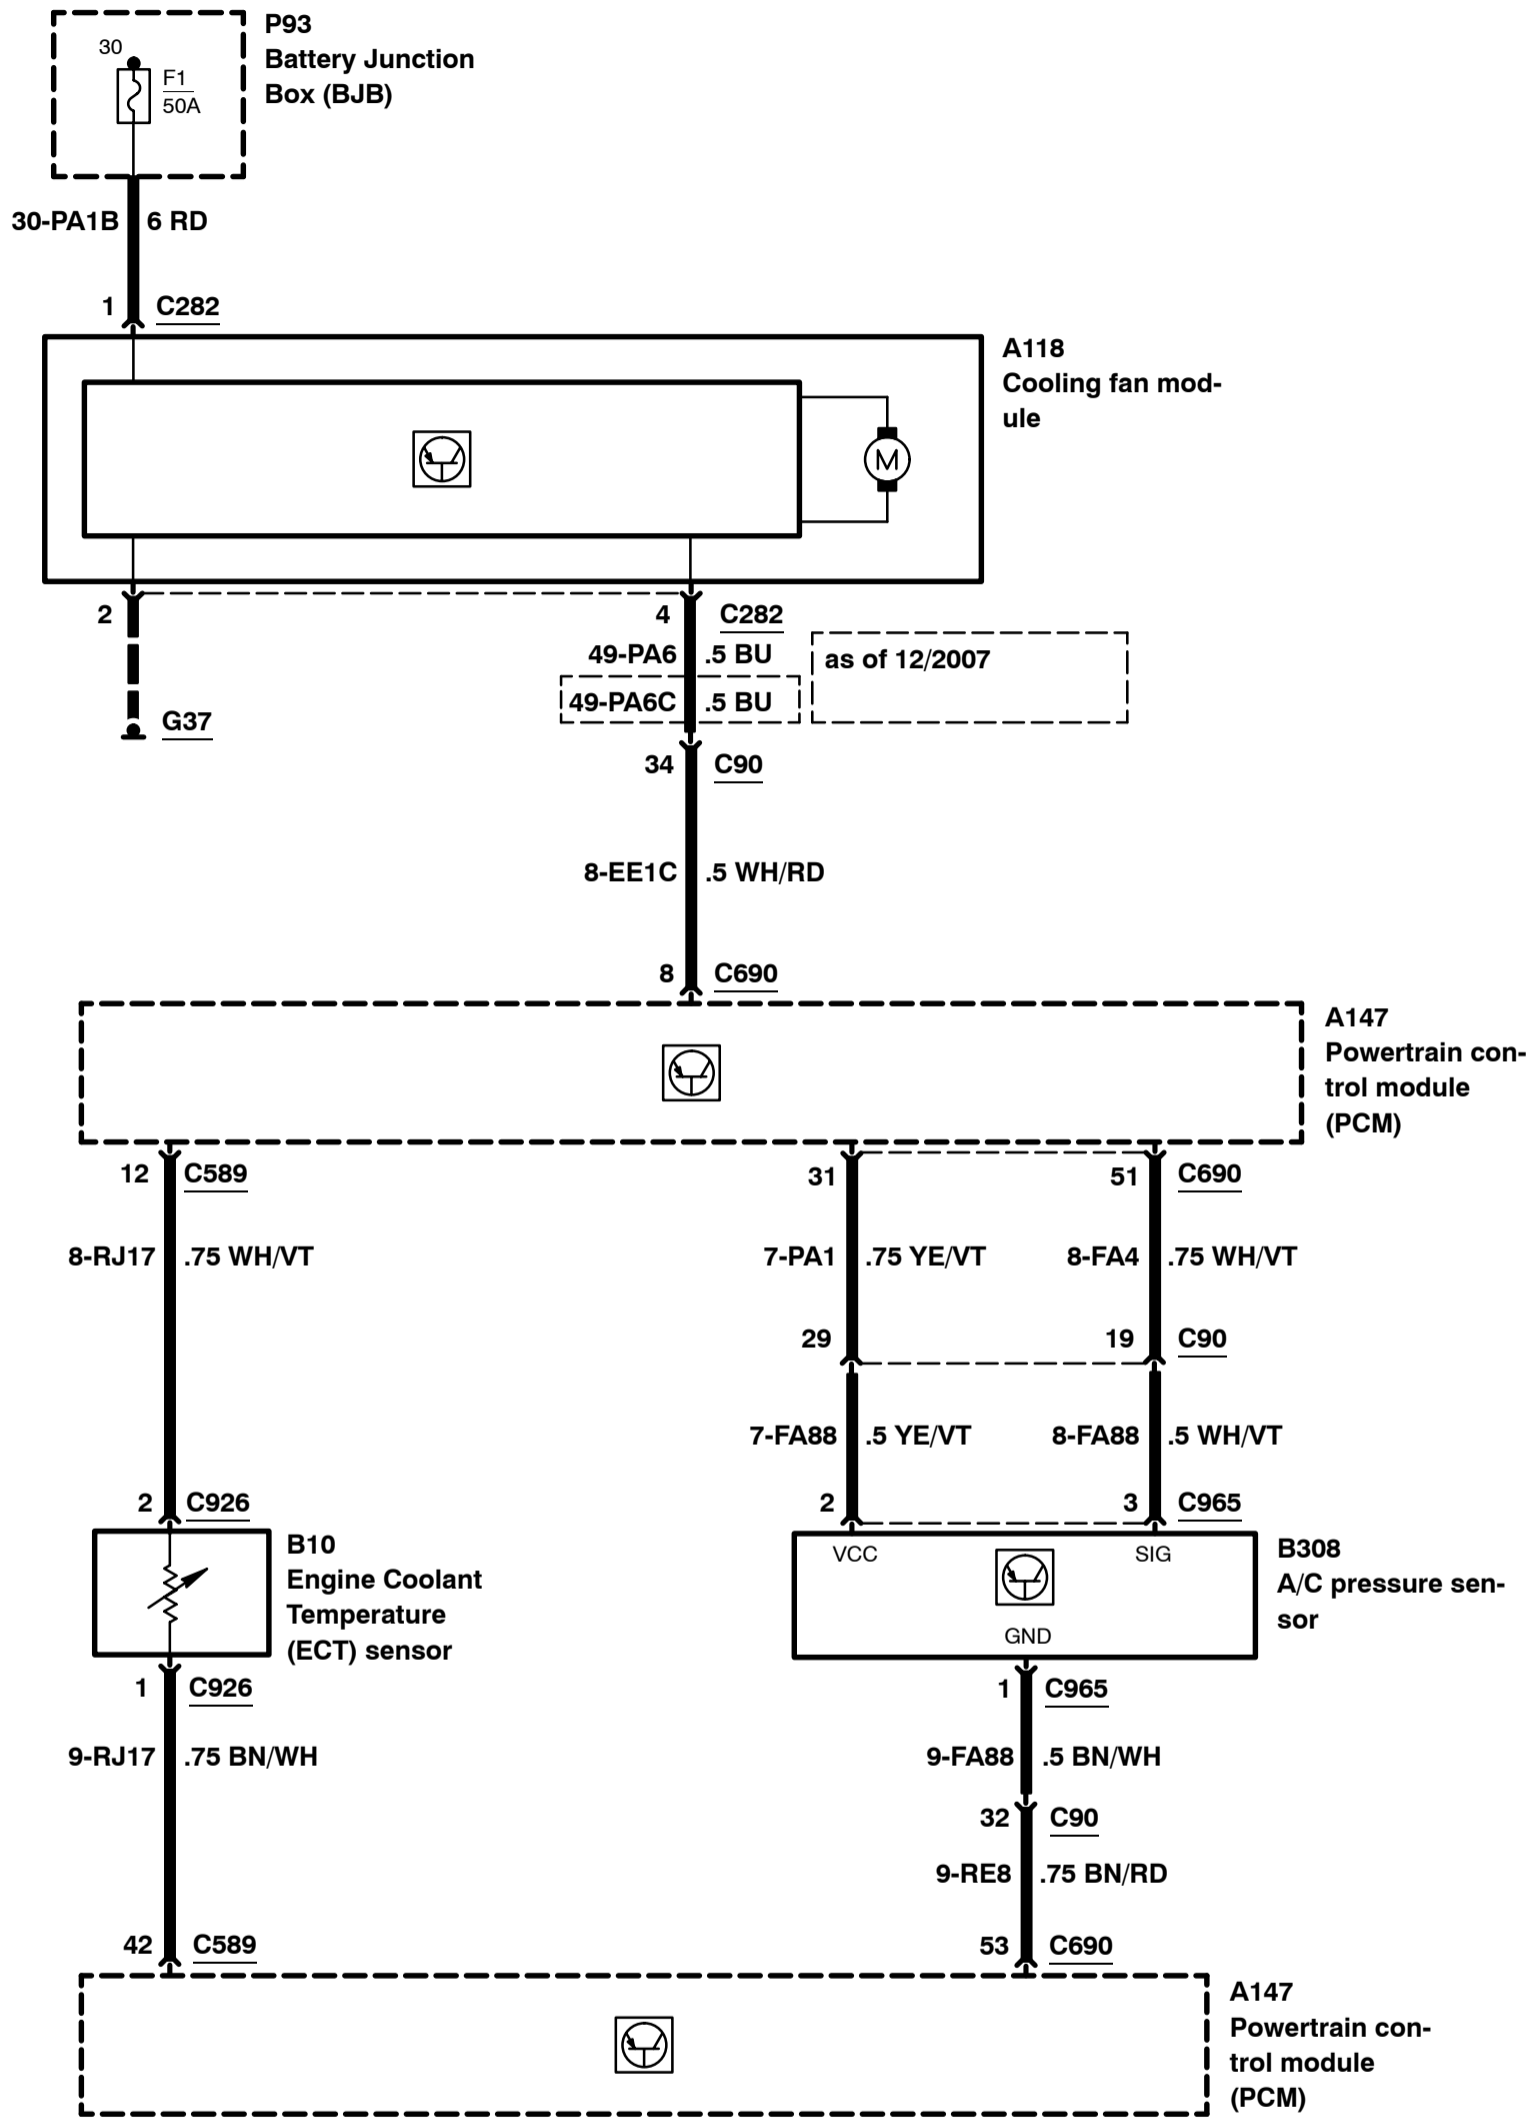 P93
Battery Junction
Box (BJB)
30
F1
50A
30-PA1B 6 RD
1 C282
A118
Cooling fan mod-
ule
M
2 4 C282
49-PA6 .5 BU
as of 12/2007
49-PA6C .5 BU
G37
34 C90
8-EE1C .5 WH/RD
8 C690
A147
Powertrain con-
trol module
(PCM)
12 C589 31 51 C690
8-RJ17 .75 WH/VT 7-PA1 .75 YE/VT 8-FA4 .75 WH/VT
29 19 C90
7-FA88 .5 YE/VT 8-FA88 .5 WH/VT
2 C926 2 3 C965
B10
Engine Coolant
Temperature
(ECT) sensor
VCC SIG
GND
B308
A/C pressure sen-
sor
1 C926 1 C965
9-RJ17 .75 BN/WH 9-FA88 .5 BN/WH
32 C90
9-RE8 .75 BN/RD
42 C589 53 C690
A147
Powertrain con-
trol module
(PCM)